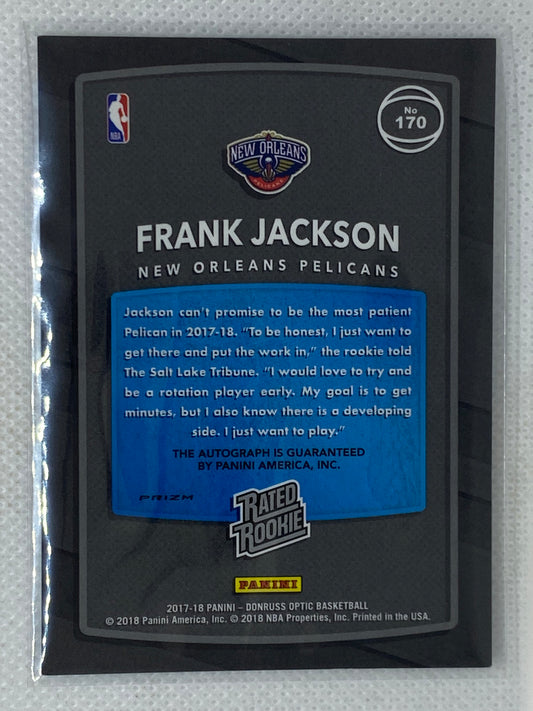 NBA
No
170
NEW ORLEANS
PELICANS
FRANK JACKSON
NEW ORLEANS PELICANS
Jackson can't promise to be the most patient
Pelican in 2017-18. "To be honest, I just want to
get there and put the work in," the rookie told
The Salt Lake Tribune. "I would love to try and
be a rotation player early. My goal is to get
minutes, but I also know there is a developing
side. I just want to play."
THE AUTOGRAPH IS GUARANTEED
BY PANINI AMERICA, INC.
PRIZM
RATED
ROOKIE
PANINI
2017-18 PANINI – DONRUSS OPTIC BASKETBALL
© 2018 Panini America, Inc. © 2018 NBA Properties, Inc. Printed in the USA.